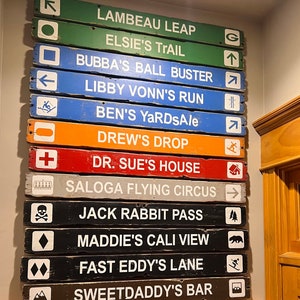 LAMBEAU LEAP G
ELSIE'S TrAIL
BUBBA'S BALL BUSTER
LIBBY VONN'S RUN
BEN'S YaRDsAle
DREW'S DROP
DR. SUE'S HOUSE
SALOGA FLYING CIRCUS
JACK RABBIT PASS
MADDIE'S CALI VIEW
FAST EDDY'S LANE
SWEETDADDY'S BAR